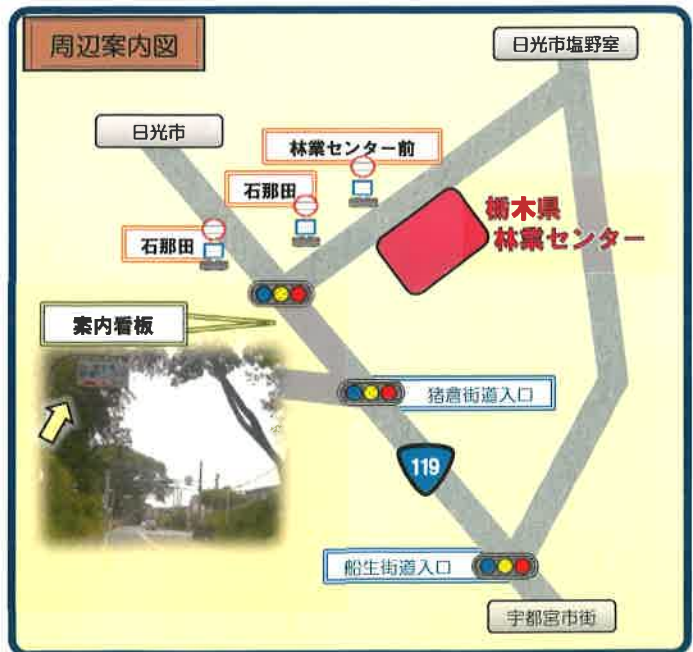 周辺案内図
日光市塩野室
日光市
林業センター前
石那田
石那田
栃木県
林業センター
案内看板
猪倉街道入口
119
船生街道入口
宇都宮市街